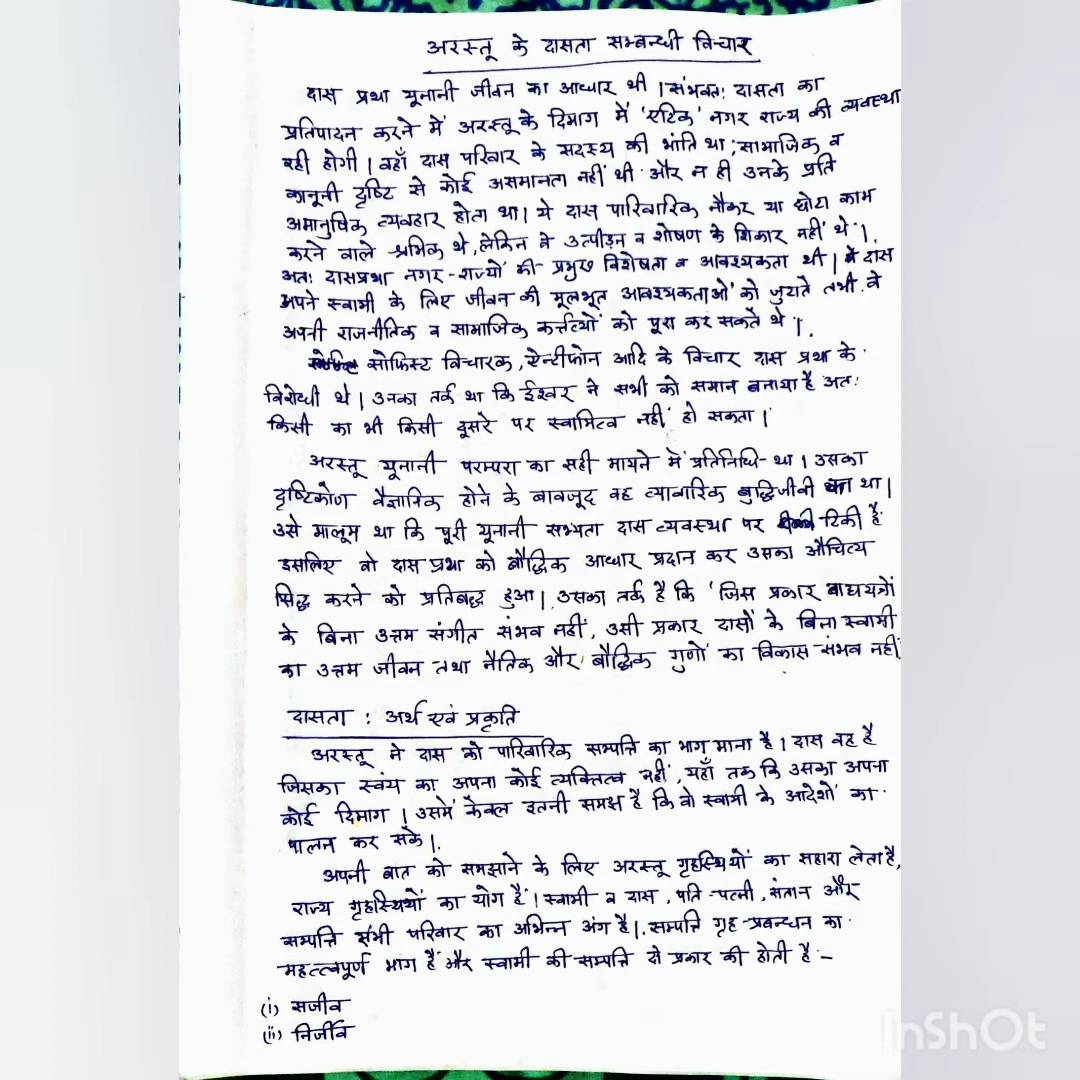 अरस्तू के दासता सम्बन्धी विचार
दास प्रथा यूनानी जीवन का आधार थी । संभवतः दासता का
प्रतिपादन करने में अरस्तू के दिमाग में 'एटिक' नगर राज्य की व्यवस्था
रही होगी । वहाँ दास परिवार के सदस्य की भांति था ; सामाजिक व
कानूनी दृष्टि से कोई असमानता नहीं थी और न ही उनके प्रति
अमानुषिक व्यवहार होता था । ये दास पारिवारिक नौकर या छोटा काम
करने वाले श्रमिक थे, लेकिन वे उत्पीड़न व शोषण के शिकार नहीं थे ।
अतः दासप्रथा नगर-राज्यों की प्रमुख विशेषता व आवश्यकता थी । ये दास
अपने स्वामी के लिए जीवन की मूलभूत आवश्यकताओं को जुटाते तभी वे
अपनी राजनीतिक व सामाजिक कर्त्तव्यों को पूरा कर सकते थे ।
सोफिस्ट विचारक, ऐन्टीफोन आदि के विचार दास प्रथा के
विरोधी थे । उनका तर्क था कि ईश्वर ने सभी को समान बनाया है अतः
किसी का भी किसी दूसरे पर स्वामित्व नहीं हो सकता ।
अरस्तू यूनानी परम्परा का सही मायने में प्रतिनिधि था । उसका
दृष्टिकोण वैज्ञानिक होने के बावजूद वह व्यावारिक बुद्धिजीवी था ।
उसे मालूम था कि पूरी यूनानी सभ्यता दास व्यवस्था पर टिकी है
इसलिए वो दास प्रथा को बौद्धिक आधार प्रदान कर उसका औचित्य
सिद्ध करने को प्रतिबद्ध हुआ । उसका तर्क है कि 'जिस प्रकार वाद्ययत्रों
के बिना उत्तम संगीत संभव नहीं, उसी प्रकार दासों के बिना स्वामी
का उत्तम जीवन तथा नैतिक और बौद्धिक गुणों का विकास संभव नहीं
दासता : अर्थ एवं प्रकृति
अरस्तू ने दास को पारिवारिक सम्पत्ति का भाग माना है । दास वह है
जिसका स्वंय का अपना कोई व्यक्तित्व नहीं, यहाँ तक कि उसका अपना
कोई दिमाग । उसमें केवल इतनी समझ है कि वो स्वामी के आदेशों का
पालन कर सके ।
अपनी बात को समझाने के लिए अरस्तू गृहस्थियों का सहारा लेता है,
राज्य गृहस्थियों का योग है । स्वामी व दास, पति-पत्नी, संतान और
सम्पत्ति सभी परिवार का अभिन्न अंग है । सम्पत्ति गृह-प्रबन्धन का
महत्त्वपूर्ण भाग है और स्वामी की सम्पत्ति दो प्रकार की होती है :-
(i) सजीव
(ii) निर्जीव
InShOt